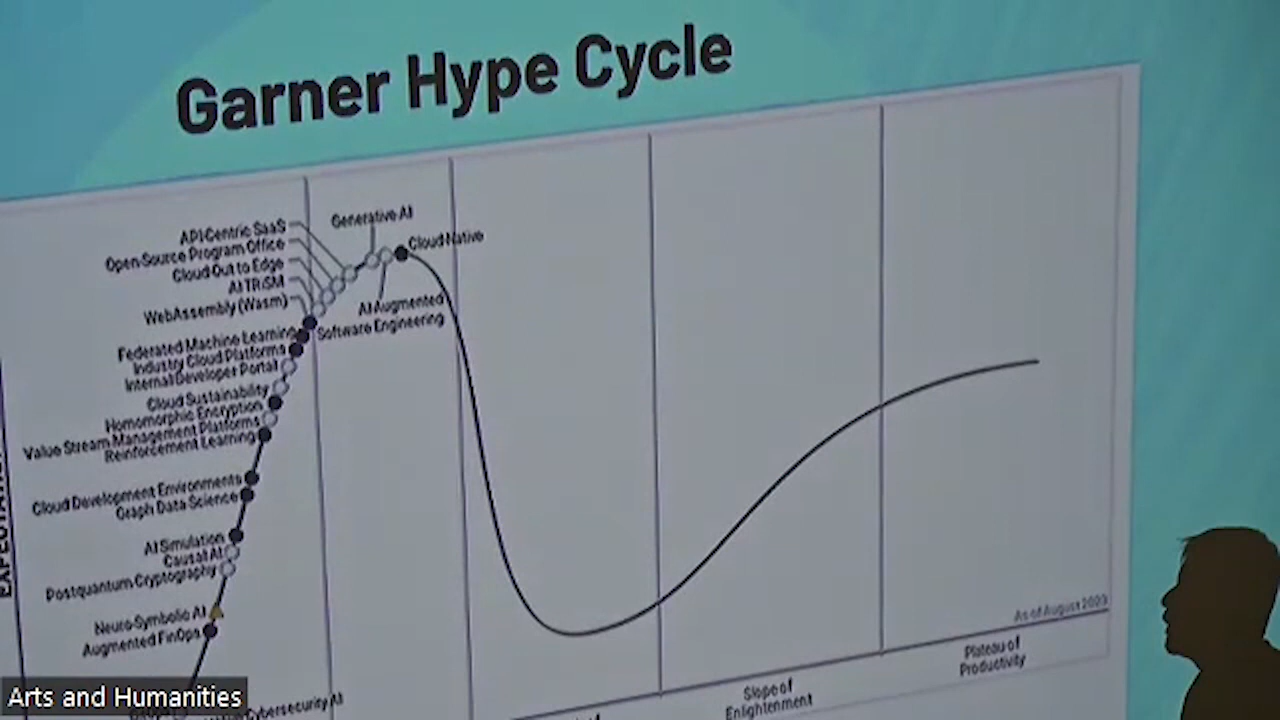 Garner Hype Cycle
API-Centric SaaS
Generative AI
Open-Source Program Office
Cloud-Native
Cloud-Out to Edge
AI TRiSM
WebAssembly (Wasm)
AI-Augmented
Software Engineering
Federated Machine Learning
Industry Cloud Platforms
Internal Developer Portal
Cloud Sustainability
Homomorphic Encryption
Value Stream Management Platforms
Reinforcement Learning
Cloud Development Environments
Graph Data Science
AI Simulation
Causal AI
Postquantum Cryptography
Neuro-Symbolic AI
Augmented FinOps
Cybersecurity AI
As of August 2023
Plateau of
Productivity
Slope of
Enlightenment
of
Arts and Humanities